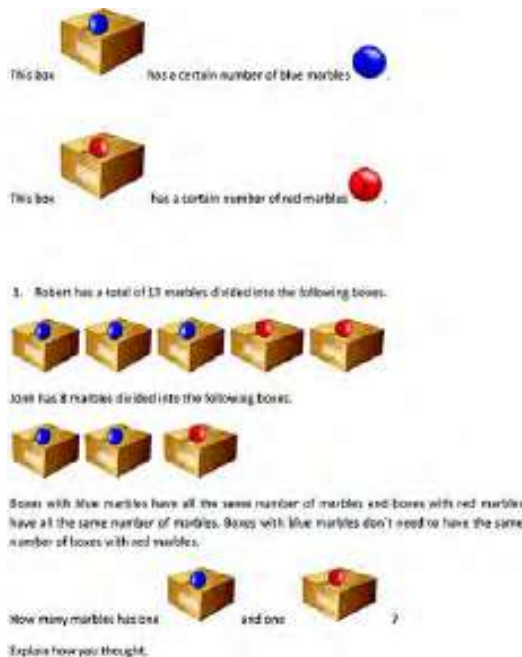 This box has a certain number of blue marbles .
This box has a certain number of red marbles .
1. Robert has a total of 13 marbles divided into the following boxes.
has 8 marbles divided into the following boxes.
Boxes with blue marbles have all the same number of marbles and boxes with red marbles
have all the same number of marbles. Boxes with blue marbles don't need to have the same
number of boxes with red marbles.
How many marbles has one and one ?
Explain how you thought.